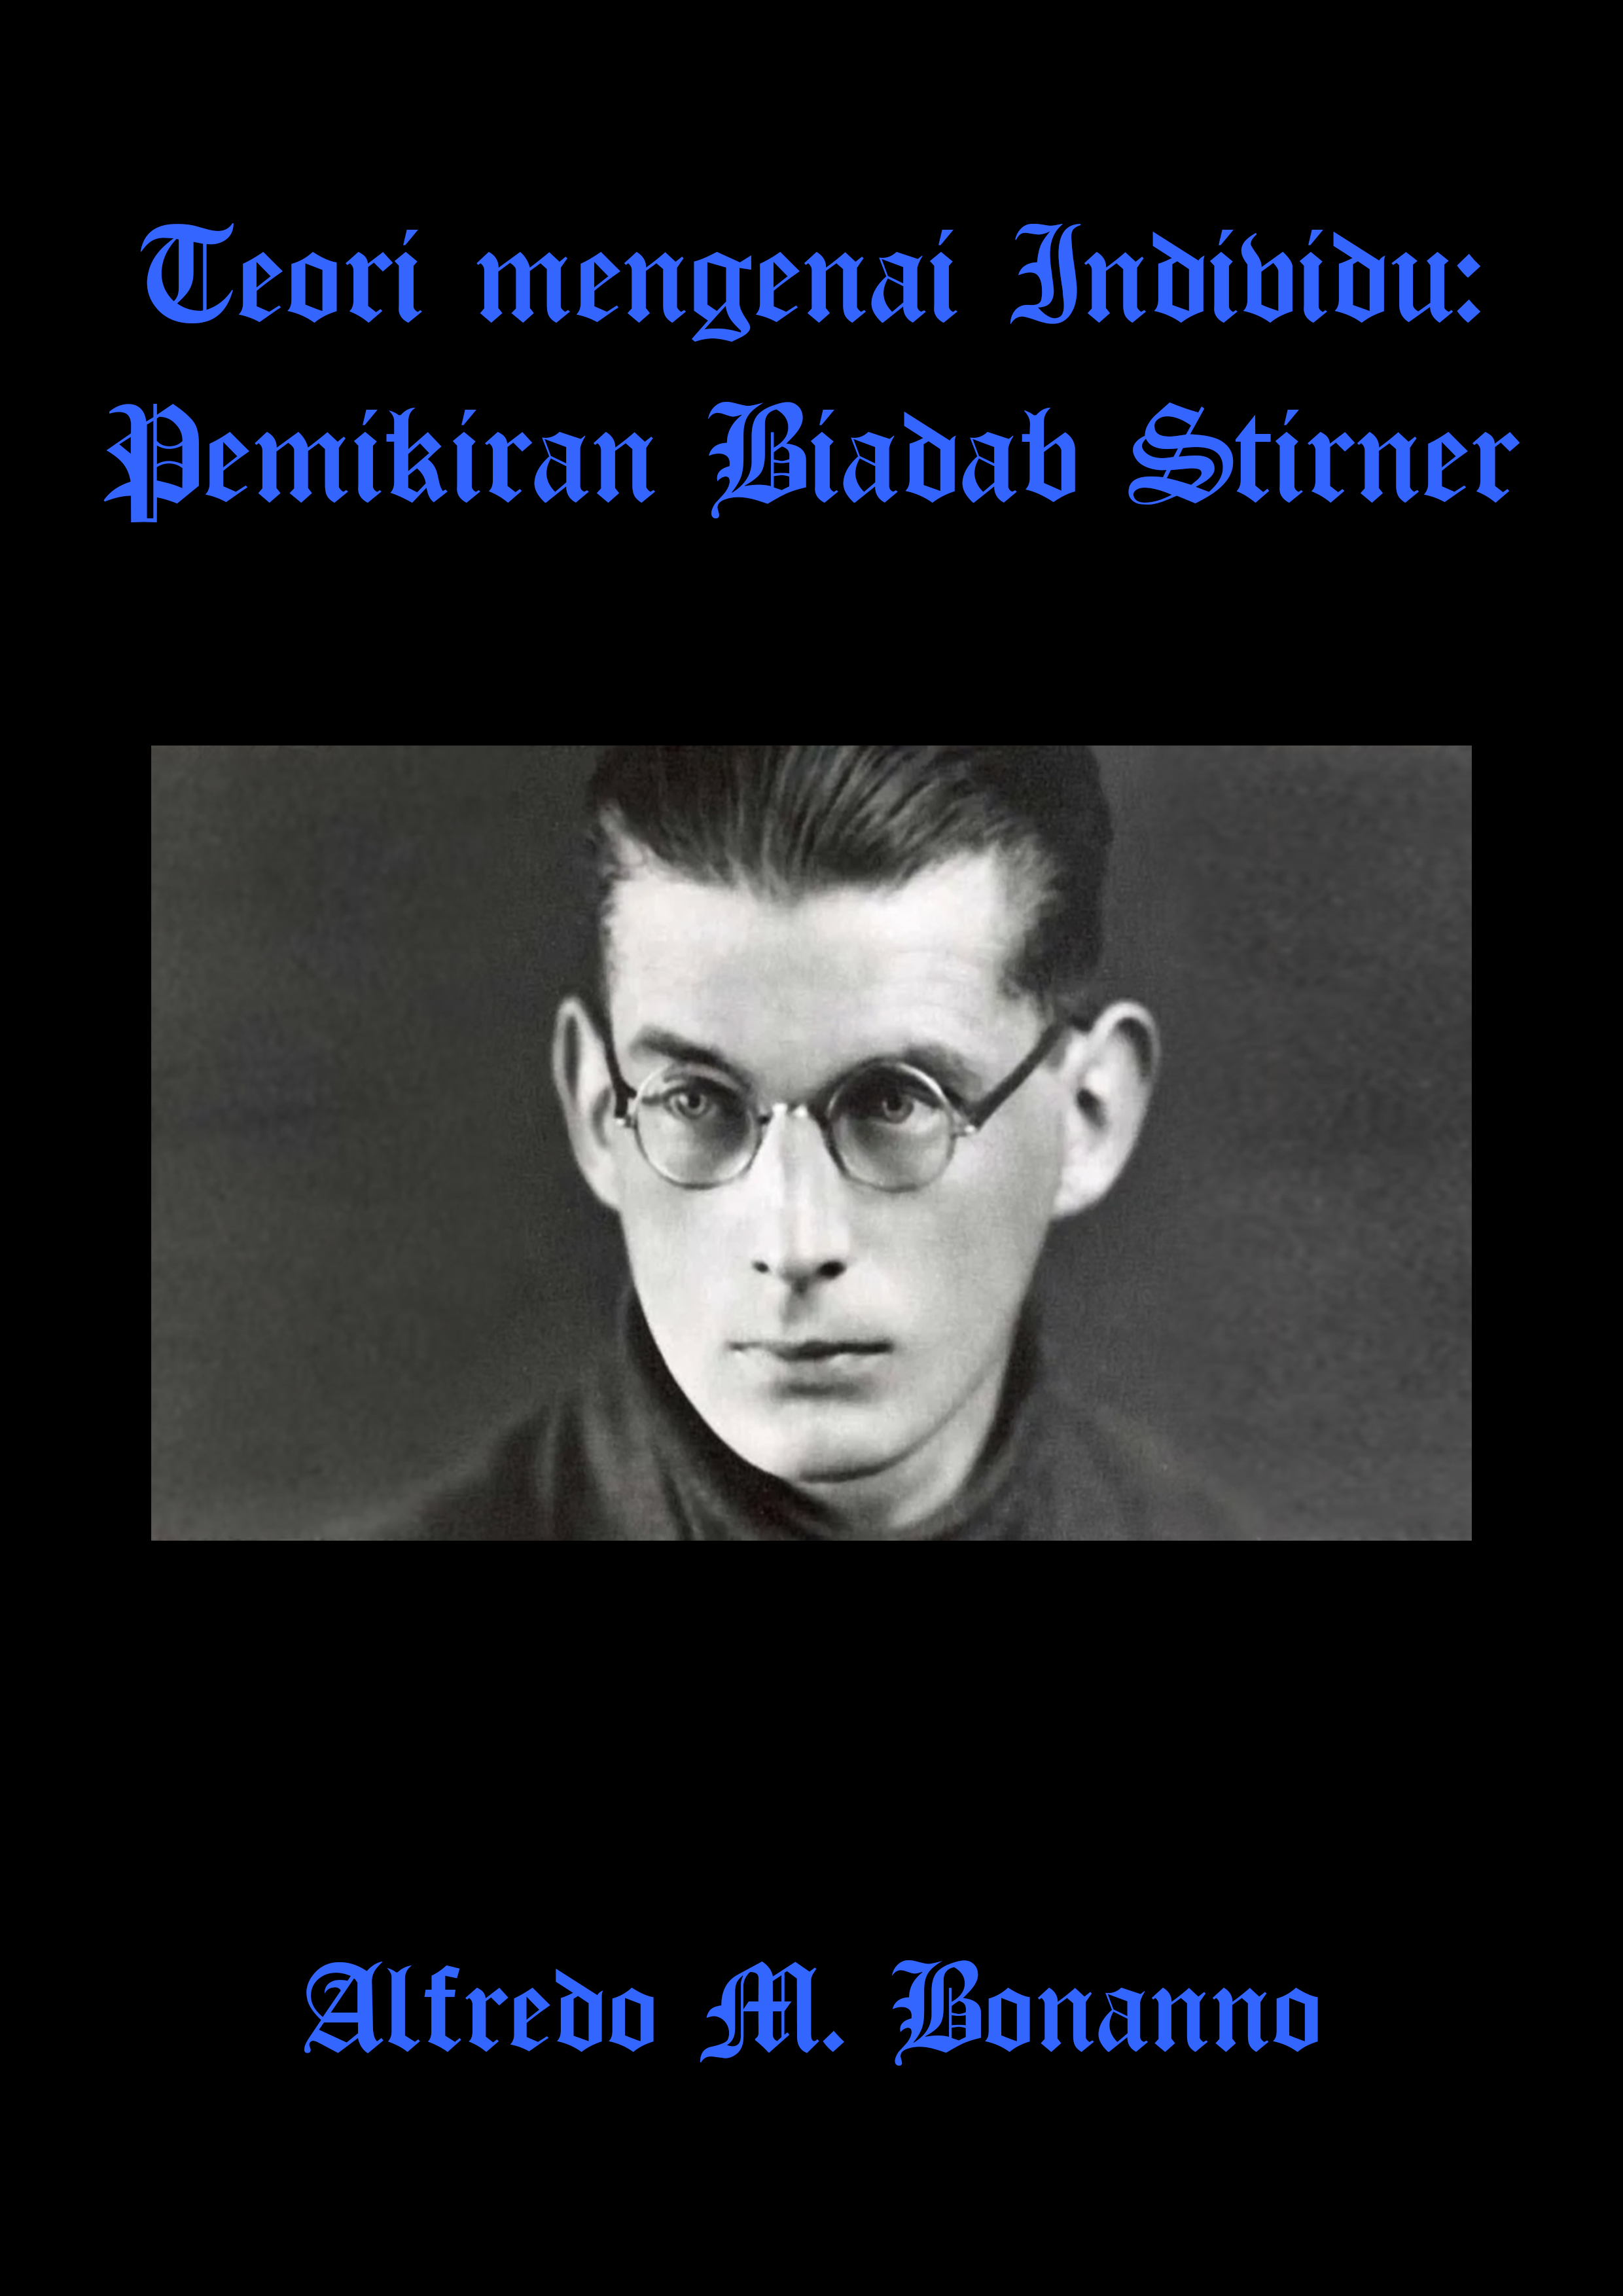 Teori mengenai Individu:
Pemikiran Biadab Stirner
Alfredo M. Bonanno